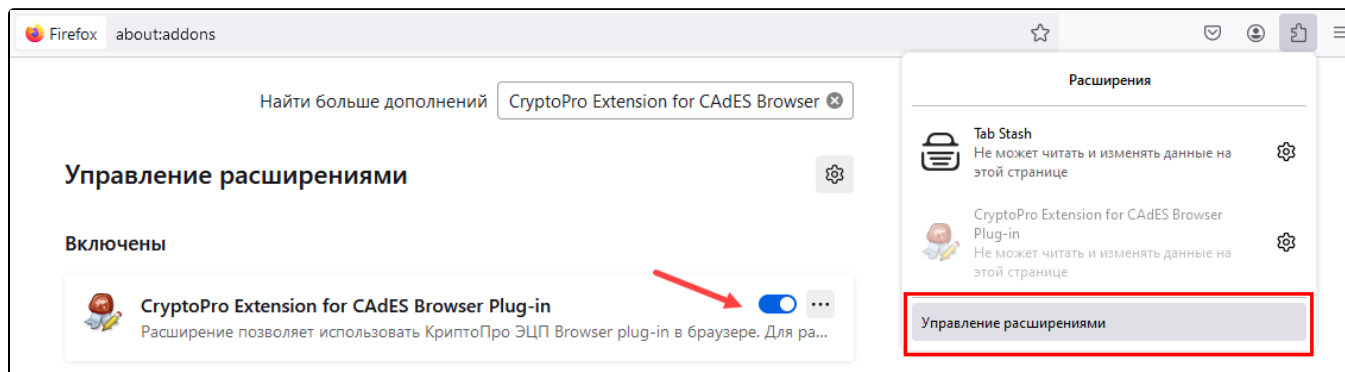 Firefox about:addons
Найти больше дополнений CryptoPro Extension for CAdES Browser
Управление расширениями
Включены
CryptoPro Extension for CAdES Browser Plug-in
Расширение позволяет использовать КриптоПро ЭЦП Browser plug-in в браузере. Для ра...
Расширения
Tab Stash
Не может читать и изменять данные на
этой странице
CryptoPro Extension for CAdES Browser
Plug-in
Не может читать и изменять данные на
этой странице
Управление расширениями